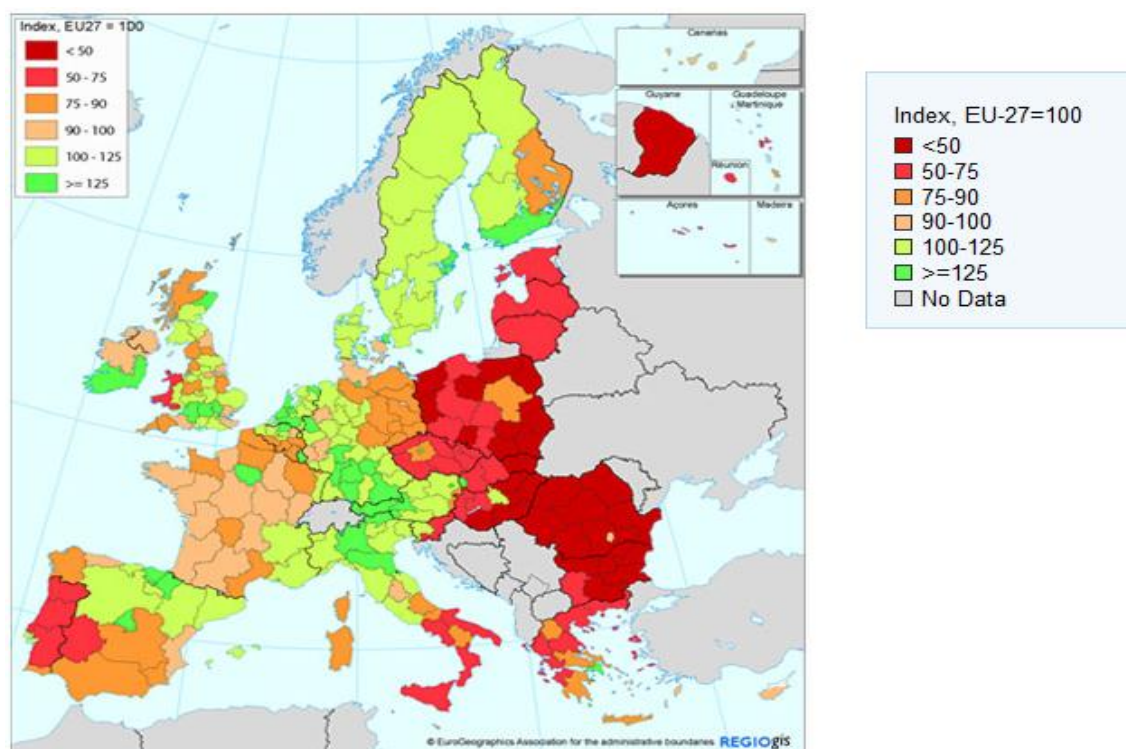 Index, EU27 = 100
< 50
50 - 75
75 - 90
90 - 100
100 - 125
>= 125
Canarias
Guyane
Guadeloupe
Martinique
Réunion
Açores
Madeira
© EuroGeographics Association for the administrative boundaries
REGIOgis
Index, EU-27=100
<50
50-75
75-90
90-100
100-125
>=125
No Data